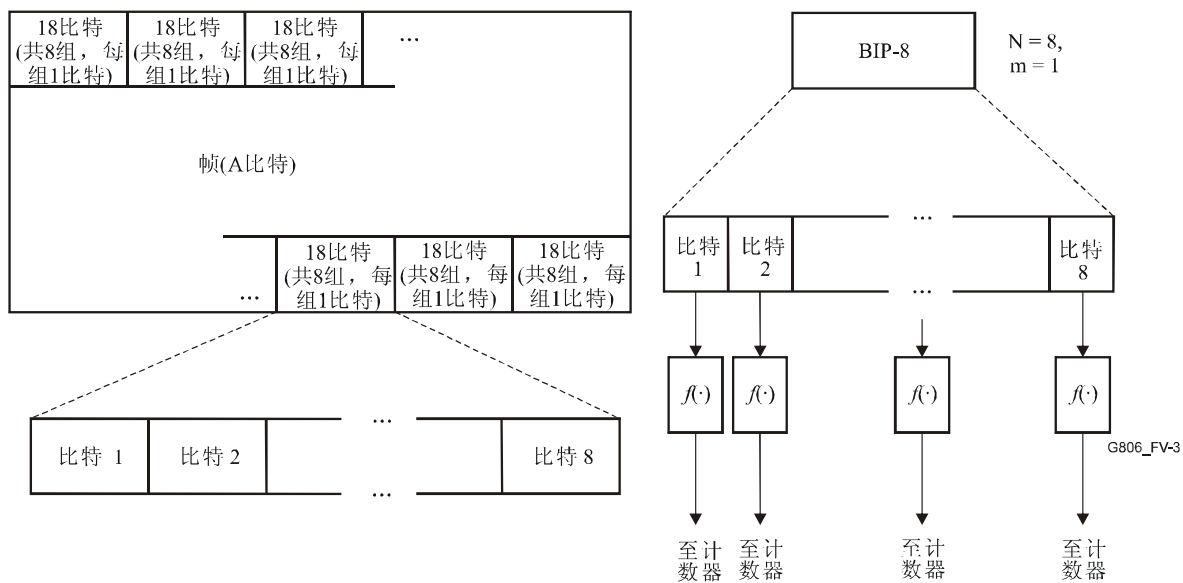 18比特
(共8组，每
组1比特)
18比特
(共8组，每
组1比特)
18比特
(共8组，每
组1比特)
...
帧(A比特)
...
18比特
(共8组，每
组1比特)
18比特
(共8组，每
组1比特)
18比特
(共8组，每
组1比特)
比特 1
比特 2
...
...
比特 8
BIP-8
N = 8,
m = 1
比特
1
比特
2
...
...
比特
8
f(·)
f(·)
f(·)
f(·)
G806_FV-3
至计
数器
至计
数器
至计
数器
至计
数器